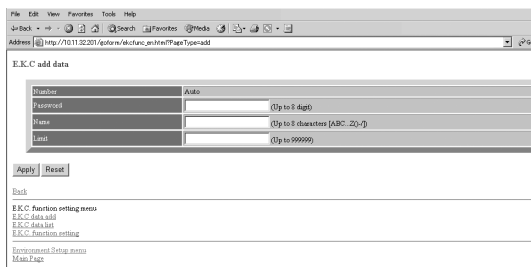 File Edit View Favorites Tools Help
Back Search Favorites Media
Address http://10.11.32.201/goform/ekcfunc_en.html?PageType=add
E.K.C add data
Number Auto
Password (Up to 8 digit)
Name (Up to 8 characters [ABC...Z()-/])
Limit (Up to 999999)
Apply Reset
Back
E.K.C. function setting menu
E.K.C data add
E.K.C data list
E.K.C. function setting
Environment Setup menu
Main Page